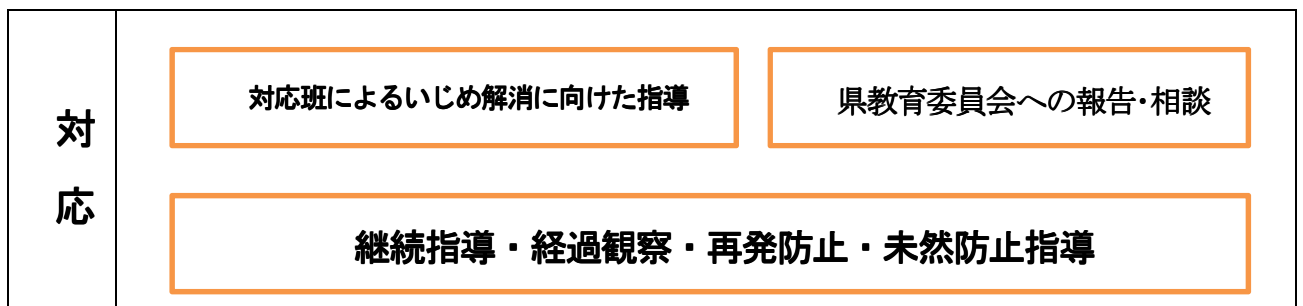 対応
対応班によるいじめ解消に向けた指導
県教育委員会への報告・相談
継続指導・経過観察・再発防止・未然防止指導